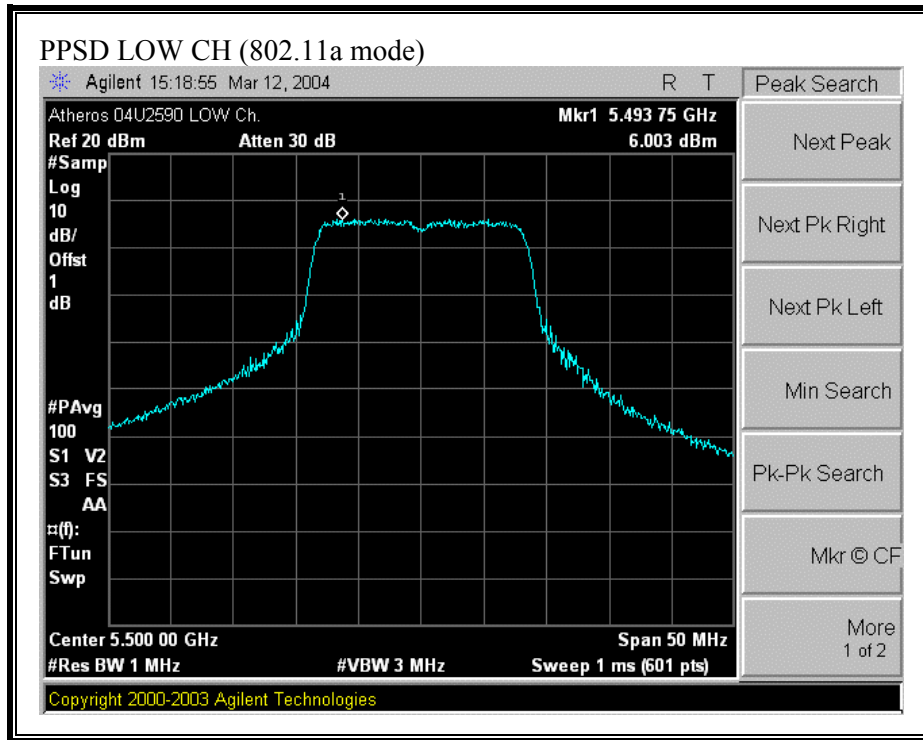 PPSD LOW CH (802.11a mode)
Agilent 15:18:55 Mar 12, 2004 R T
Peak Search
Atheros 04U2590 LOW Ch. Mkr1 5.493 75 GHz
Ref 20 dBm Atten 30 dB 6.003 dBm
#Samp
Log
10
dB/
Offst
1
dB
1
#PAvg
100
S1 V2
S3 FS
AA
¤(f):
FTun
Swp
Center 5.500 00 GHz Span 50 MHz
#Res BW 1 MHz #VBW 3 MHz Sweep 1 ms (601 pts)
Copyright 2000-2003 Agilent Technologies
Next Peak
Next Pk Right
Next Pk Left
Min Search
Pk-Pk Search
Mkr © CF
More
1 of 2